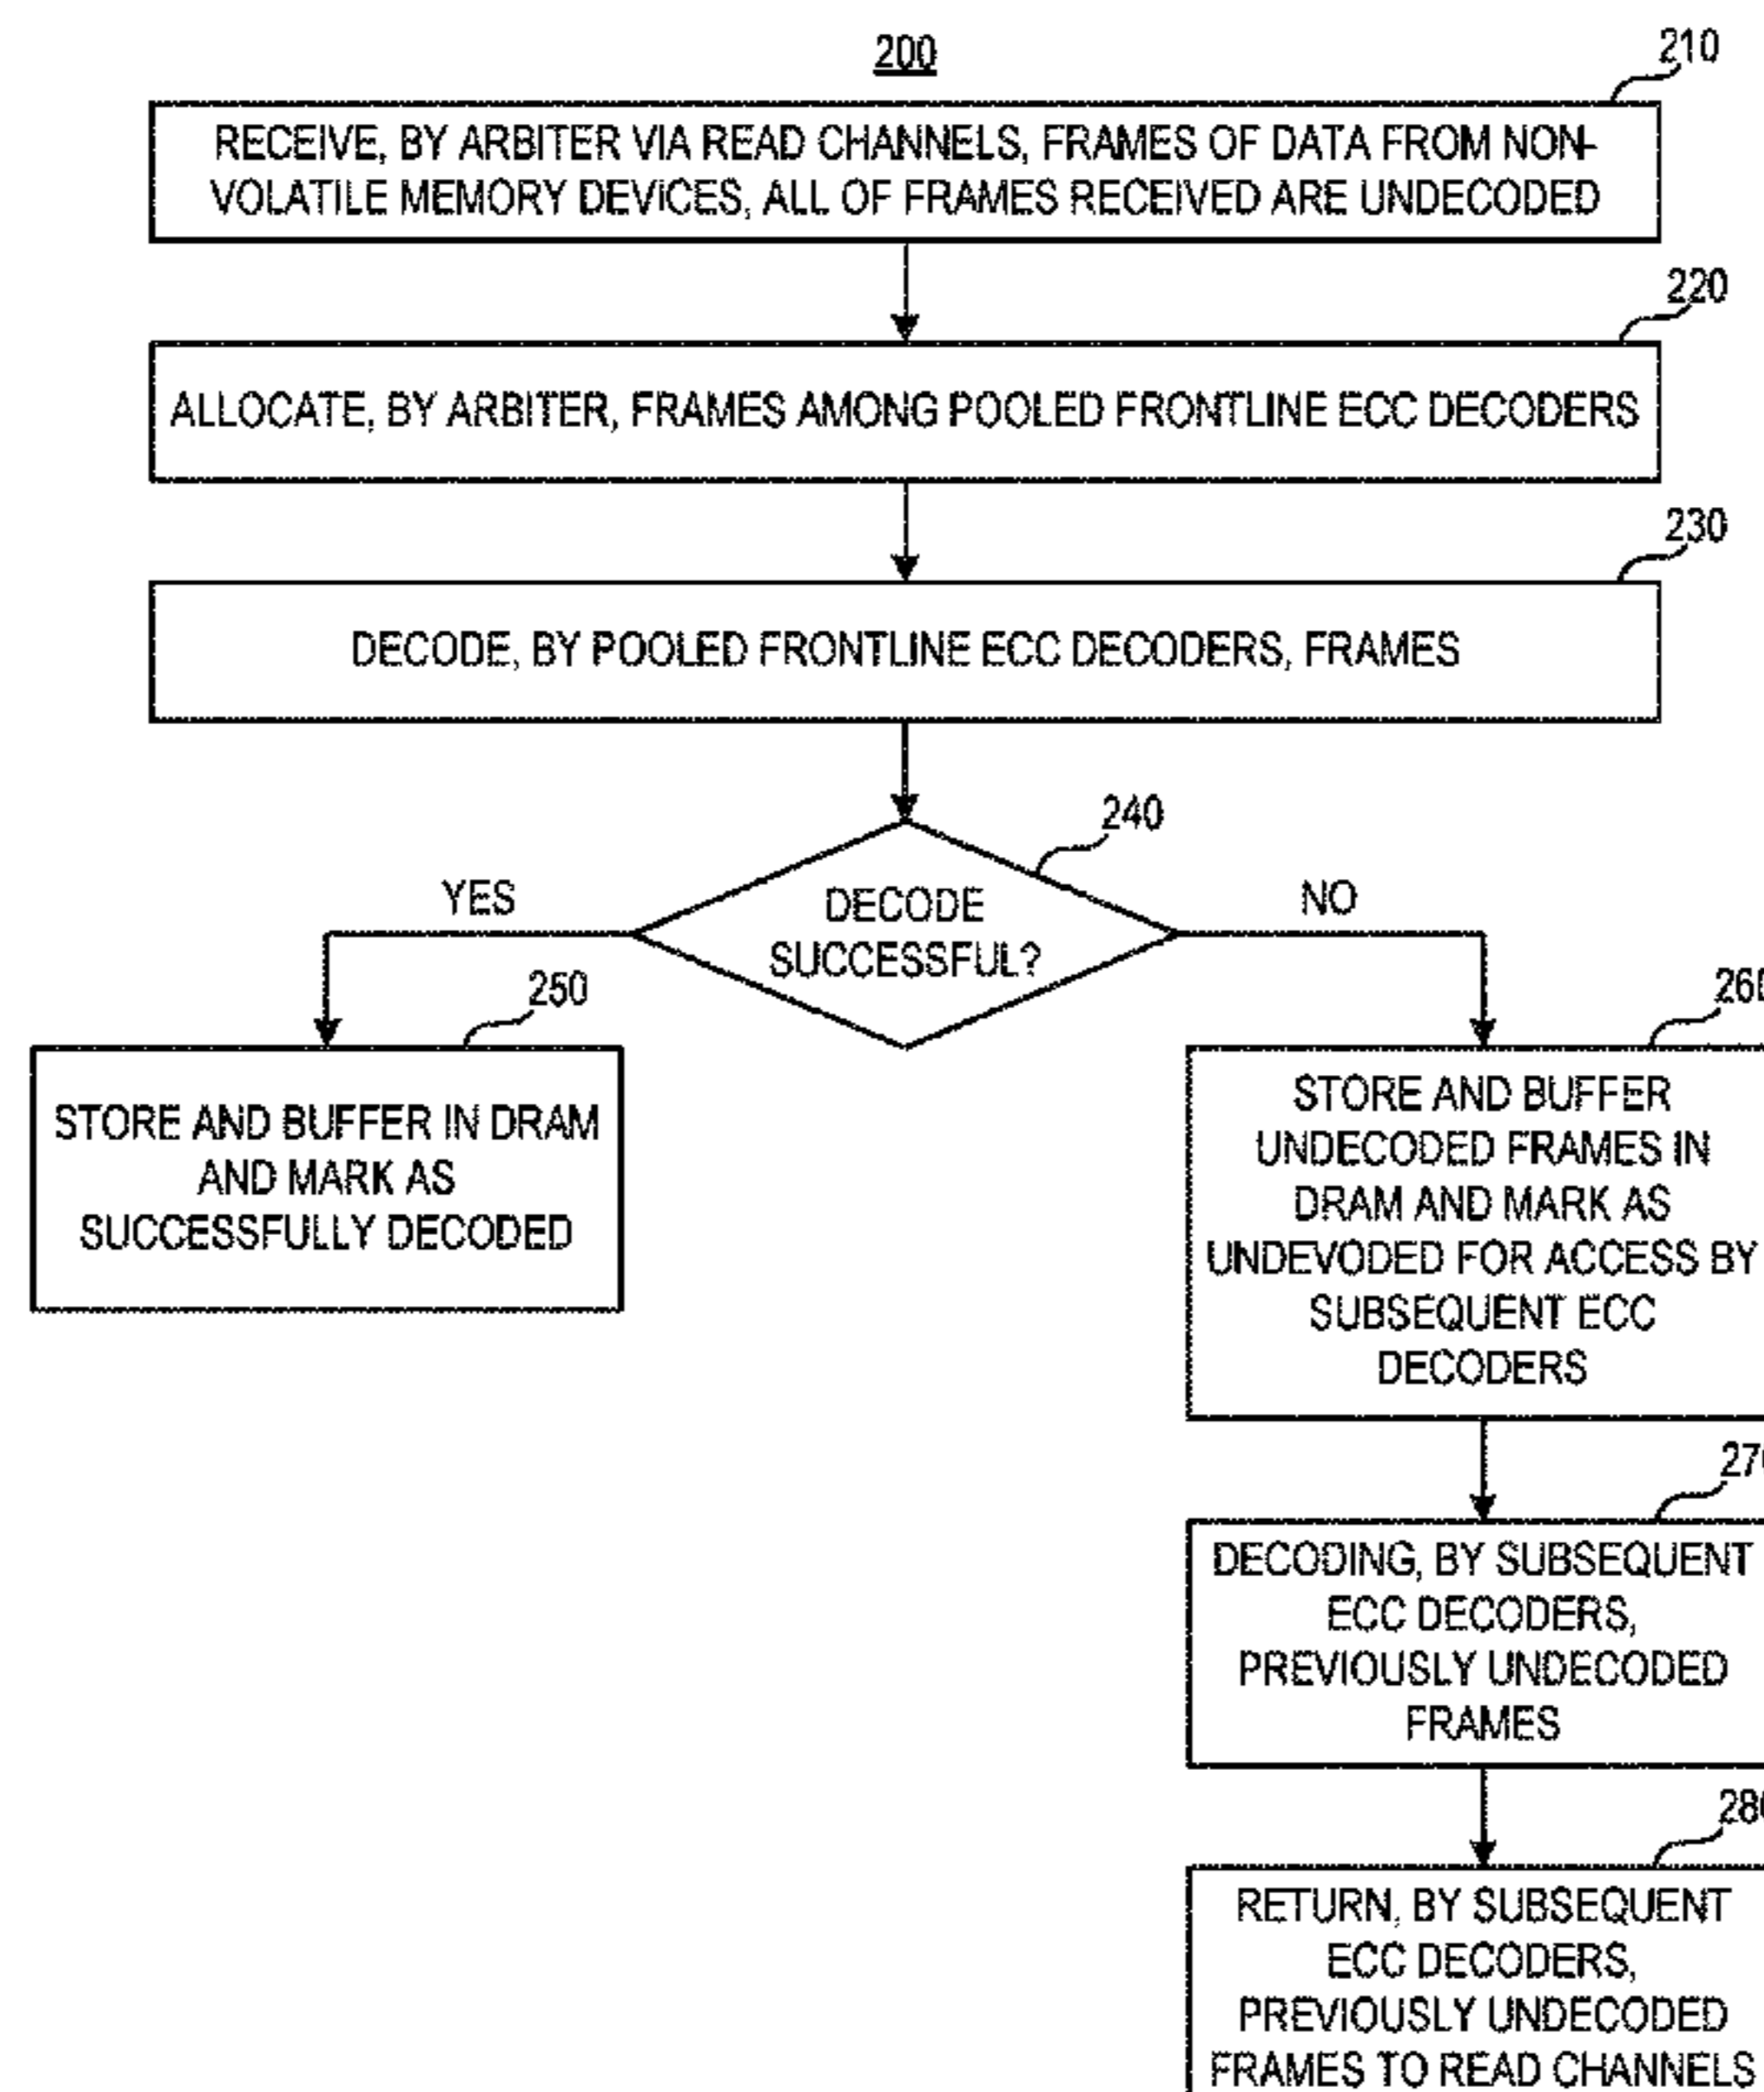 200
210
RECEIVE, BY ARBITER VIA READ CHANNELS, FRAMES OF DATA FROM NON-
VOLATILE MEMORY DEVICES, ALL OF FRAMES RECEIVED ARE UNDECODED
220
ALLOCATE, BY ARBITER, FRAMES AMONG POOLED FRONTLINE ECC DECODERS
230
DECODE, BY POOLED FRONTLINE ECC DECODERS, FRAMES
240
DECODE
SUCCESSFUL?
YES
NO
250
STORE AND BUFFER IN DRAM
AND MARK AS
SUCCESSFULLY DECODED
260
STORE AND BUFFER
UNDECODED FRAMES IN
DRAM AND MARK AS
UNDEVODED FOR ACCESS BY
SUBSEQUENT ECC
DECODERS
270
DECODING, BY SUBSEQUENT
ECC DECODERS,
PREVIOUSLY UNDECODED
FRAMES
280
RETURN, BY SUBSEQUENT
ECC DECODERS,
PREVIOUSLY UNDECODED
FRAMES TO READ CHANNELS